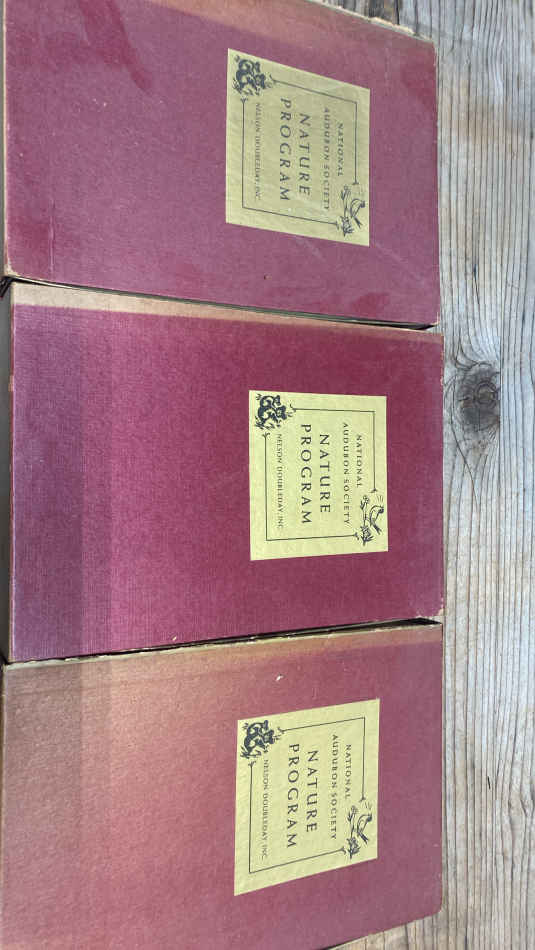 NATIONAL
AUDUBON SOCIETY
NATURE
PROGRAM
NELSON DOUBLEDAY, INC.
NATIONAL
AUDUBON SOCIETY
NATURE
PROGRAM
NELSON DOUBLEDAY, INC.
NATIONAL
AUDUBON SOCIETY
NATURE
PROGRAM
NELSON DOUBLEDAY, INC.